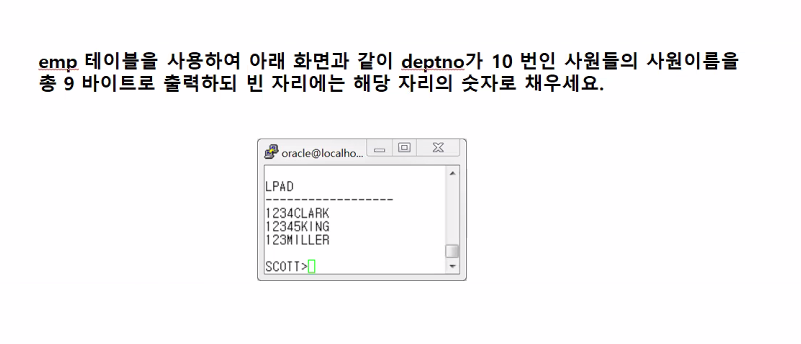 emp 테이블을 사용하여 아래 화면과 같이 deptno가 10 번인 사원들의 사원이름을
총 9 바이트로 출력하되 빈 자리에는 해당 자리의 숫자로 채우세요.
oracle@localho...
LPAD
------------------
1234CLARK
12345KING
123MILLER
SCOTT>